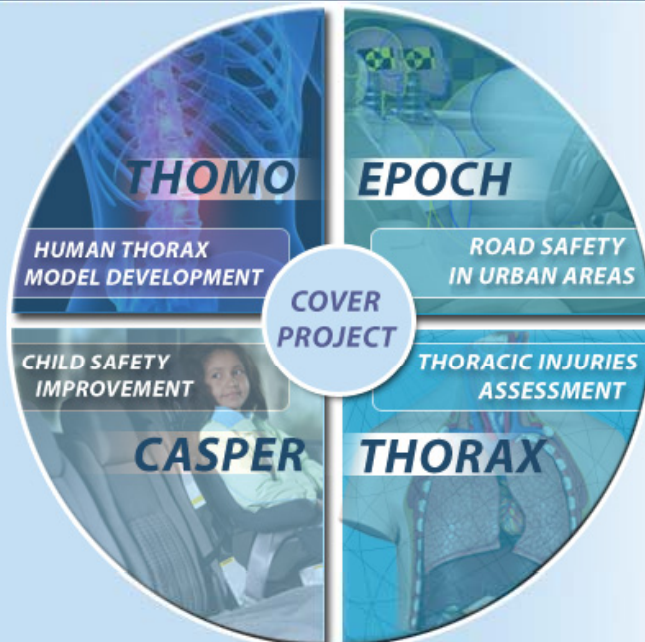 THOMO
HUMAN THORAX
MODEL DEVELOPMENT
EPOCH
ROAD SAFETY
IN URBAN AREAS
COVER
PROJECT
CHILD SAFETY
IMPROVEMENT
CASPER
THORACIC INJURIES
ASSESSMENT
THORAX